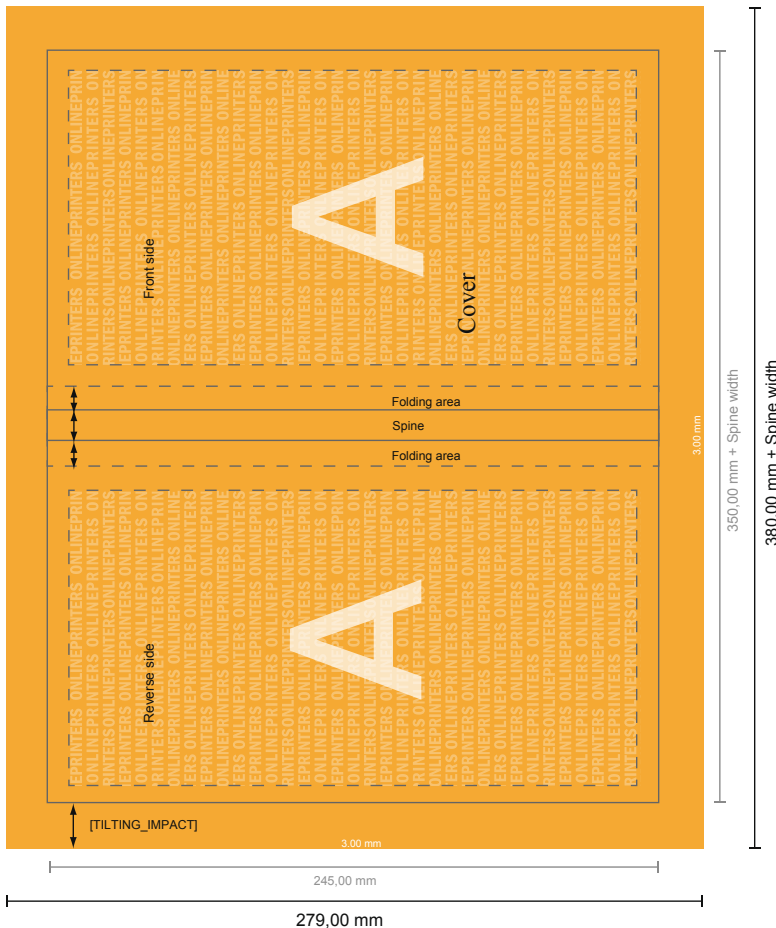 Front side
A
Cover
Folding area
Spine
Folding area
3.00 mm
350,00 mm + Spine width
380,00 mm + Spine width
A
Reverse side
[TILTING_IMPACT]
3.00 mm
245,00 mm
279,00 mm